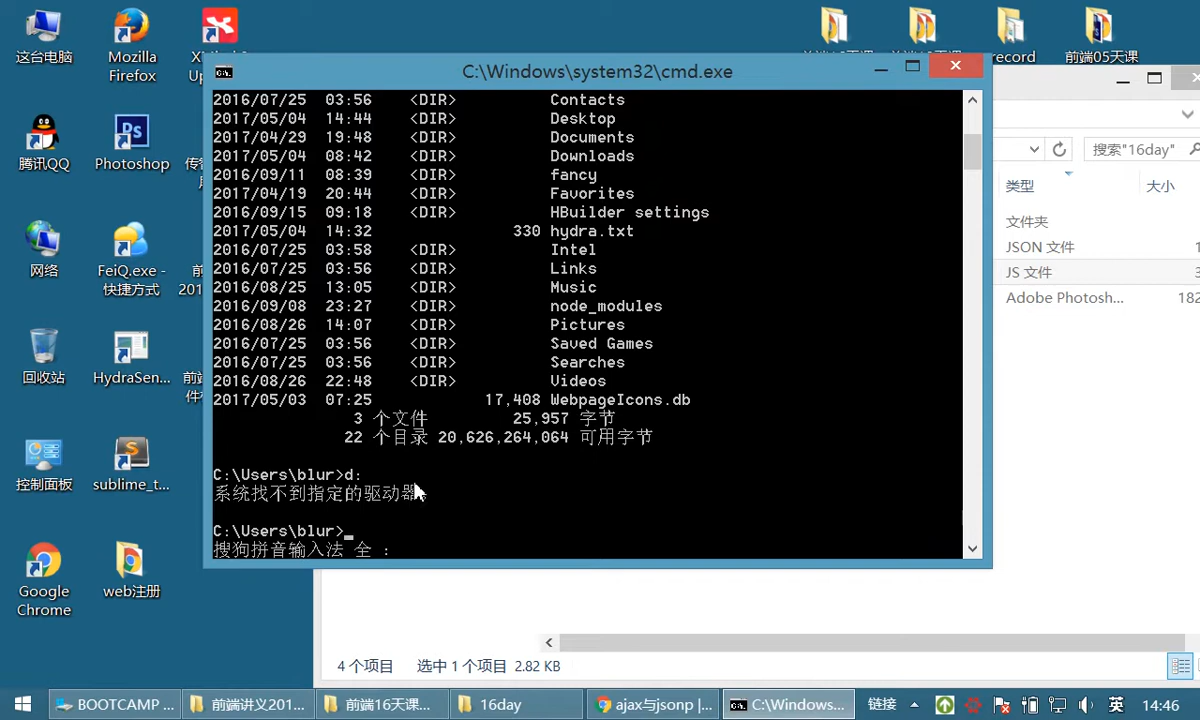 这台电脑
Mozilla
Firefox
腾讯QQ
Photoshop
网络
FeiQ.exe -
快捷方式
回收站
HydraSen...
控制面板
sublime_t...
Google
Chrome
web注册
record
前端05天课
C:\Windows\system32\cmd.exe
2016/07/25 03:56 <DIR> Contacts
2017/05/04 14:44 <DIR> Desktop
2017/04/29 19:48 <DIR> Documents
2017/05/04 08:42 <DIR> Downloads
2016/09/11 08:39 <DIR> fancy
2017/04/19 20:44 <DIR> Favorites
2016/09/15 09:18 <DIR> HBuilder settings
2017/05/04 14:32 330 hydra.txt
2016/07/25 03:58 <DIR> Intel
2016/07/25 03:56 <DIR> Links
2016/08/25 13:05 <DIR> Music
2016/09/08 23:27 <DIR> node_modules
2016/08/26 14:07 <DIR> Pictures
2016/07/25 03:56 <DIR> Saved Games
2016/07/25 03:56 <DIR> Searches
2016/08/26 22:48 <DIR> Videos
2017/05/03 07:25 17,408 WebpageIcons.db
3 个文件 25,957 字节
22 个目录 20,626,264,064 可用字节
C:\Users\blur>d:
系统找不到指定的驱动器
C:\Users\blur>_
搜狗拼音输入法 全 :
搜索"16day"
类型 大小
文件夹
JSON 文件 1
JS 文件 3
Adobe Photosh... 182
4 个项目 选中 1 个项目 2.82 KB
BOOTCAMP ... 前端讲义201... 前端16天课... 16day ajax与jsonp |... C:\Windows... 链接 英 14:46